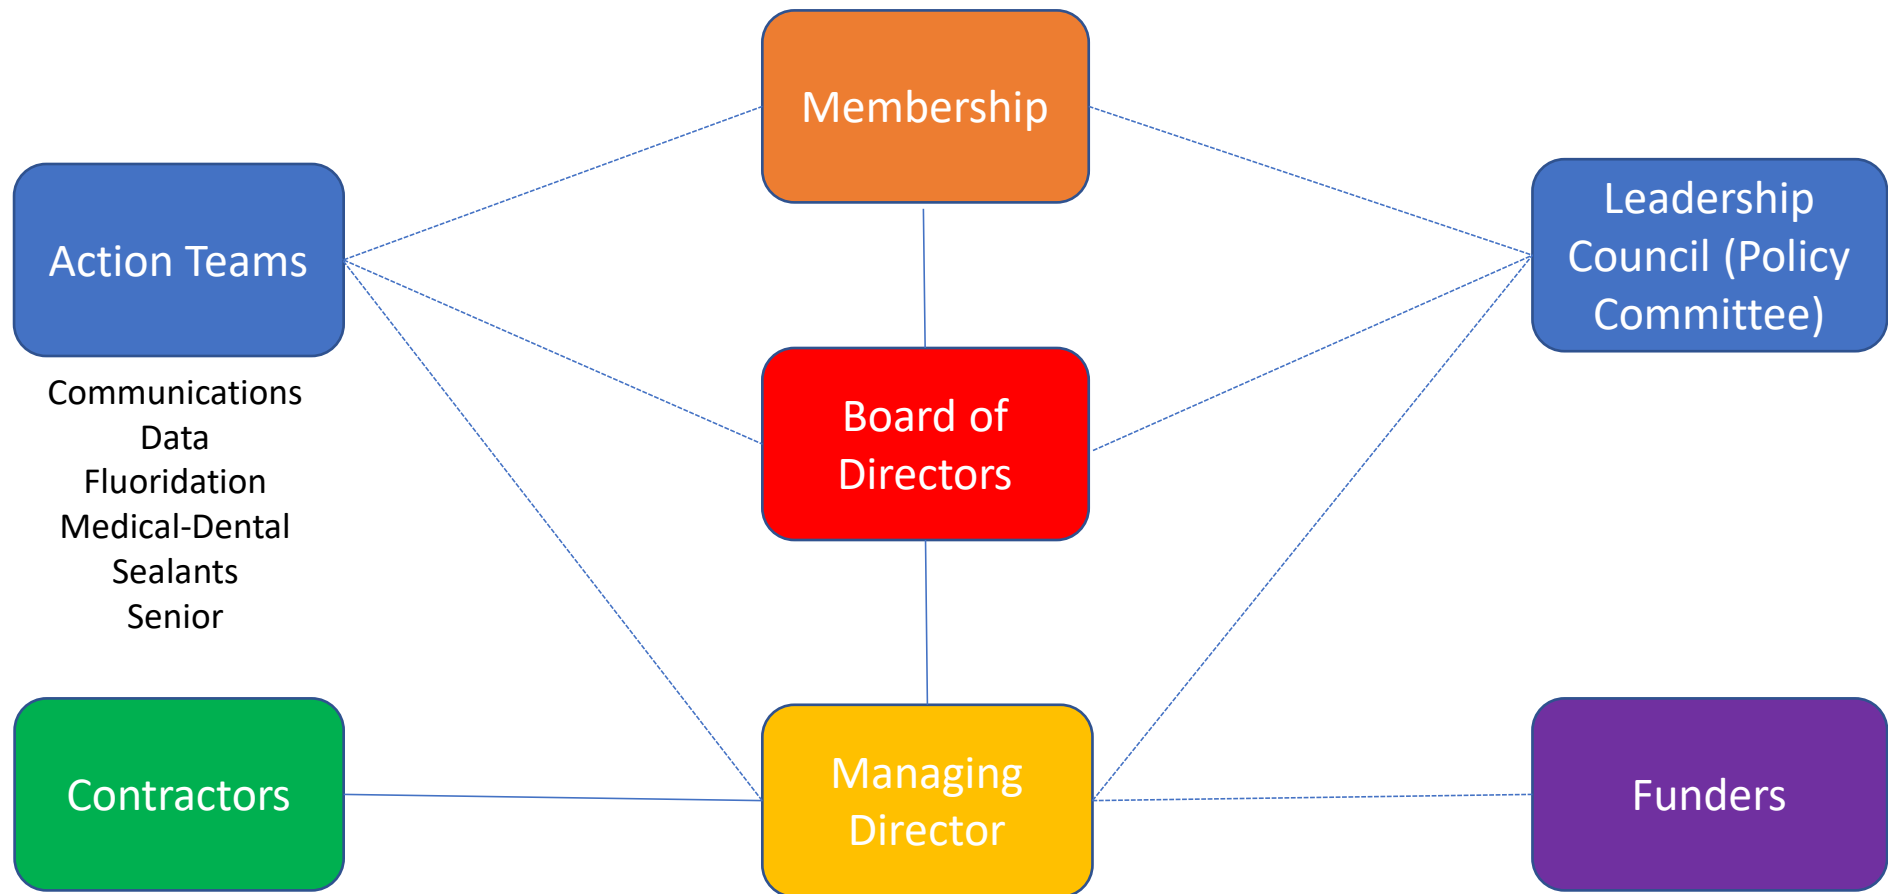 Membership
Action Teams
Leadership
Council (Policy
Committee)
Communications
Data
Fluoridation
Medical-Dental
Sealants
Senior
Board of
Directors
Contractors
Managing
Director
Funders